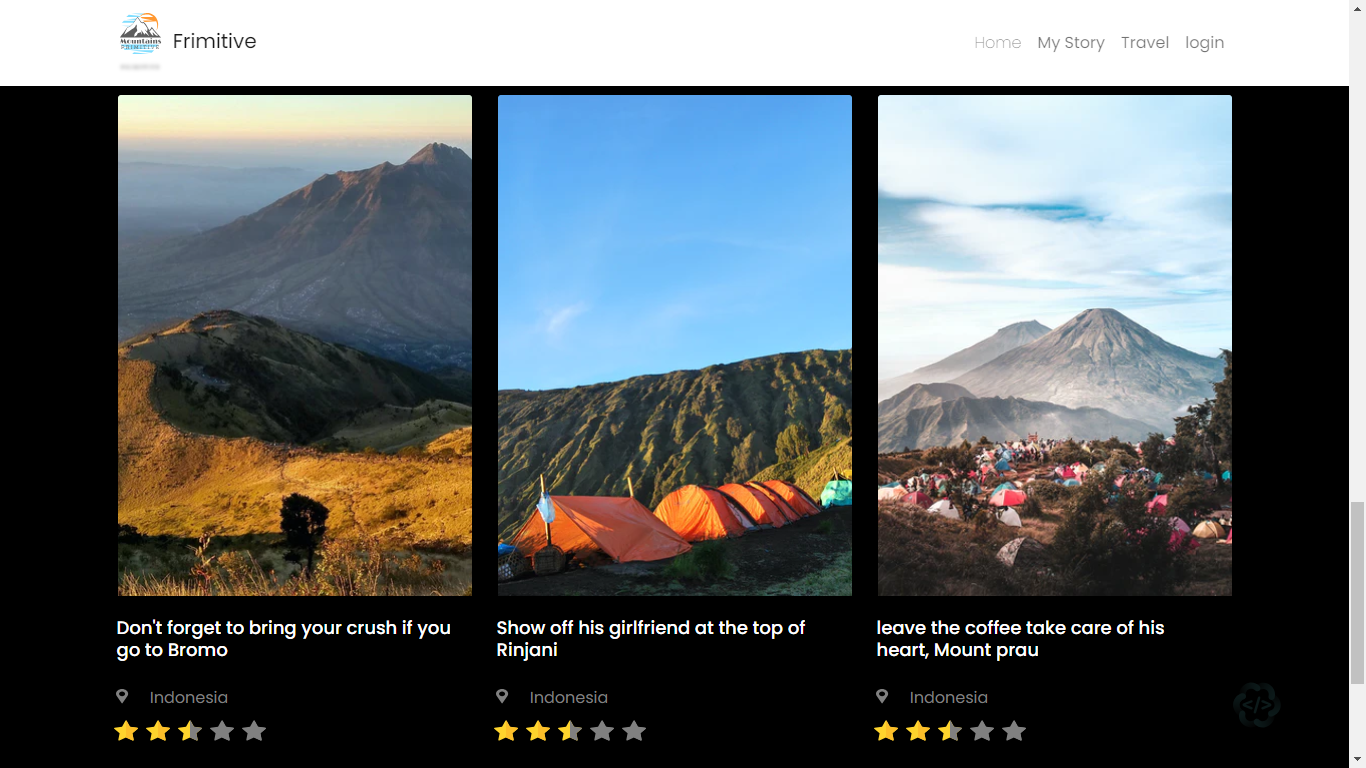 Mountains
FRIMITIVE
Frimitive
Home My Story Travel login
Don't forget to bring your crush if you
go to Bromo
Show off his girlfriend at the top of
Rinjani
leave the coffee take care of his
heart, Mount prau
Indonesia
Indonesia
Indonesia
</>